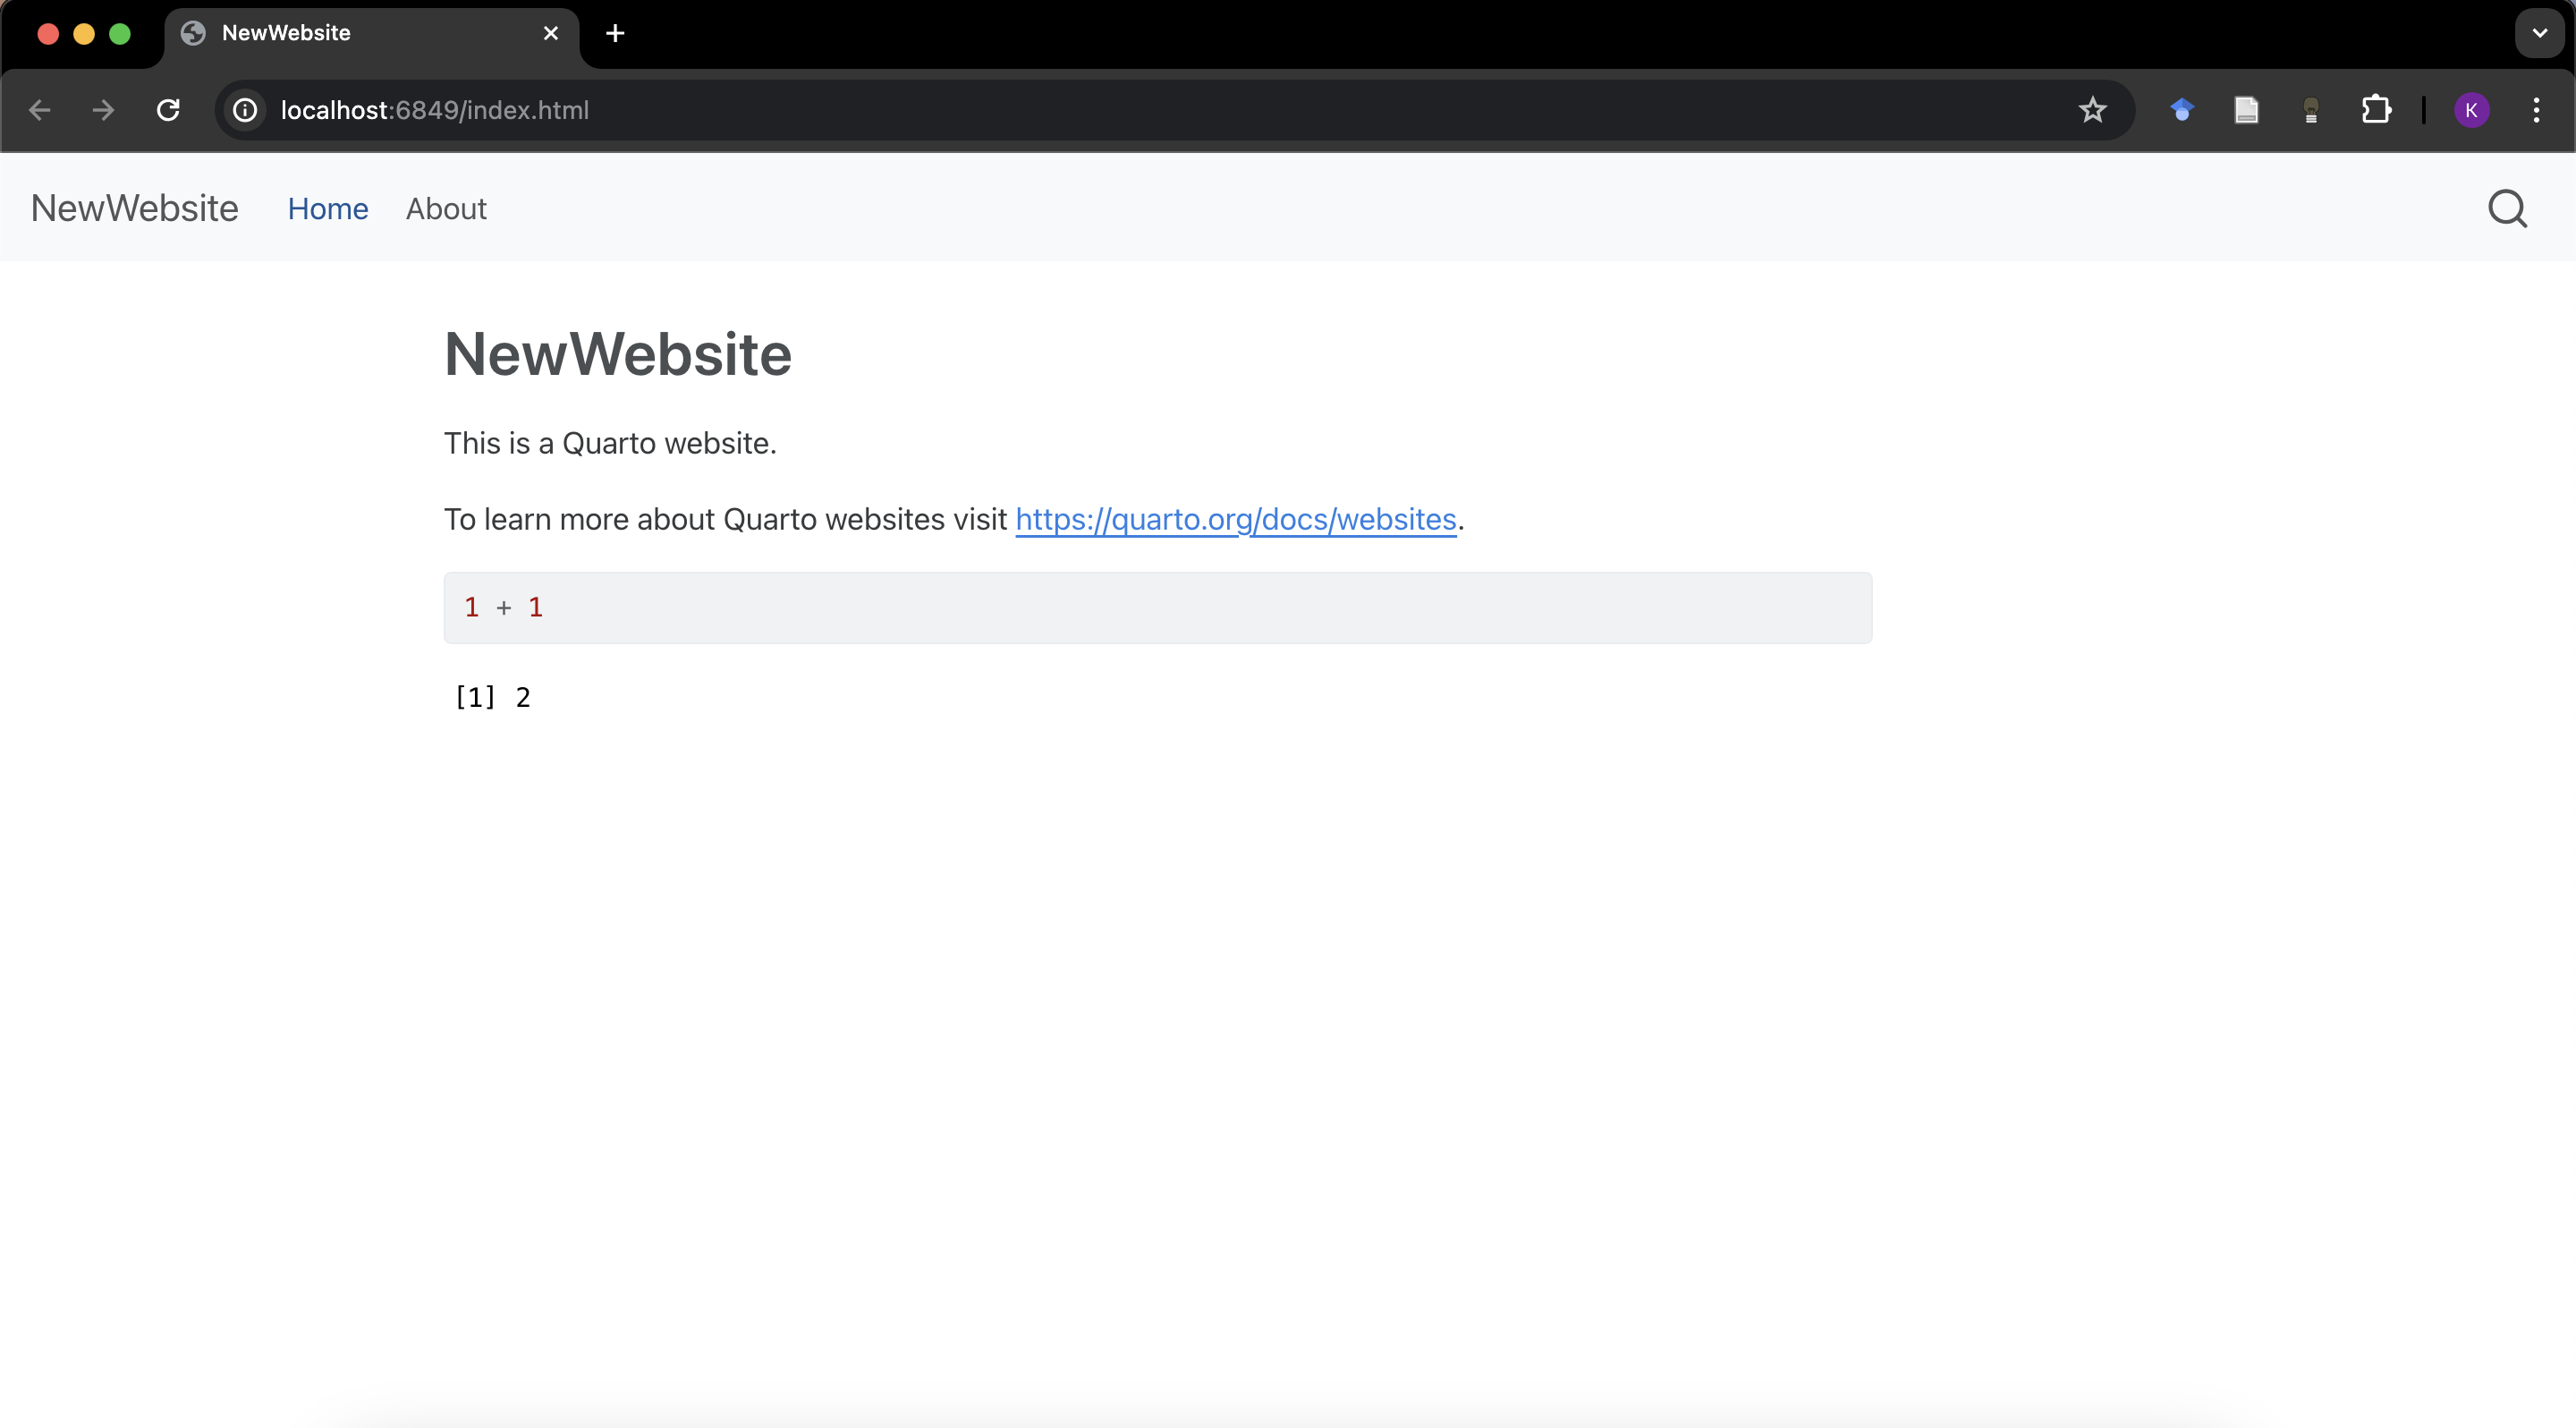 NewWebsite
localhost:6849/index.html
K
NewWebsite Home About
NewWebsite
This is a Quarto website.
To learn more about Quarto websites visit https://quarto.org/docs/websites.
1 + 1
[1] 2